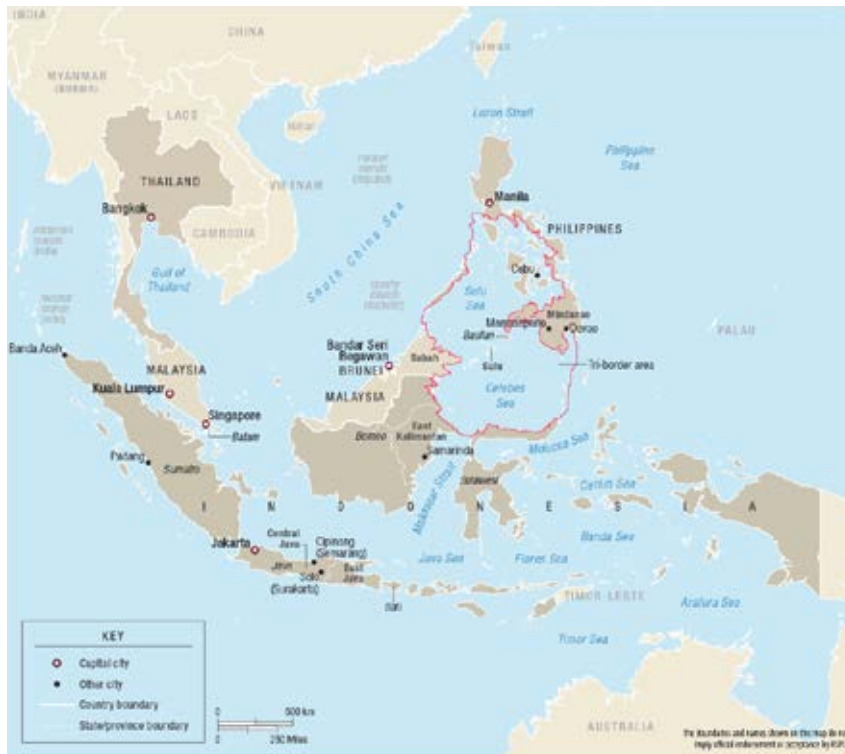 INDIA
CHINA
Taiwan
MYANMAR
LAOS
Luzon Strait
Philippine
Sea
THAILAND
VIETNAM
Manila
Bangkok
CAMBODIA
South China Sea
PHILIPPINES
Gulf of
Thailand
Cebu
Sulu
Sea
Mindanao
Davao
PALAU
Banda Aceh
Bandar Seri
Begawan
BRUNEI
Sabah
Sulu
Tri-border area
MALAYSIA
Kuala Lumpur
MALAYSIA
Celebes
Sea
Singapore
Batam
Borneo
East
Kalimantan
Samarinda
Molucca Sea
Padang
Sumatra
Makassar Strait
Sulawesi
Ceram Sea
INDONESIA
Banda Sea
Jakarta
Central
Java
Cipinang
(Semarang)
Java
Solo
(Surakarta)
East
Java
Java Sea
Flores Sea
Bali
TIMOR-LESTE
Arafura Sea
Timor Sea
AUSTRALIA
KEY
Capital city
Other city
Country boundary
State/province boundary
500 km
250 Miles